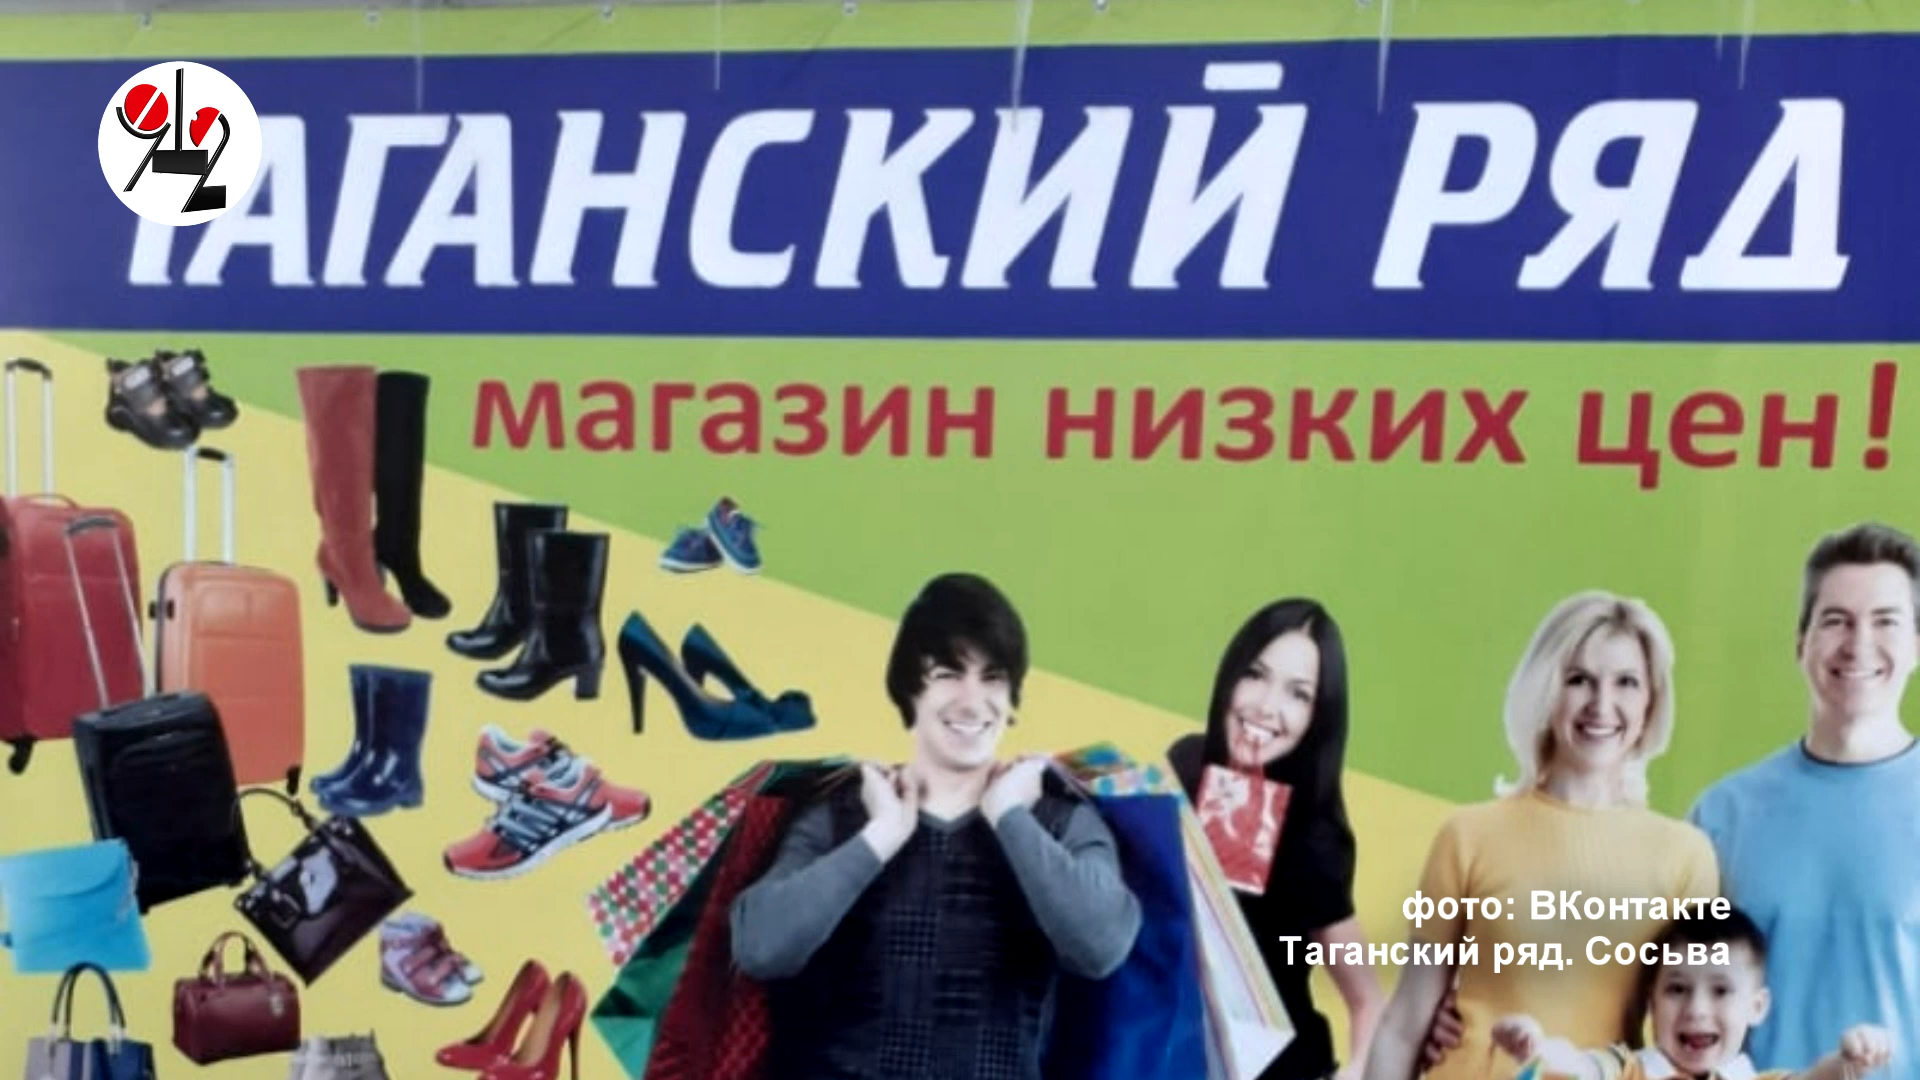 ТАГАНСКИЙ РЯД
магазин низких цен!
фото: ВКонтакте
Таганский ряд. Сосьва